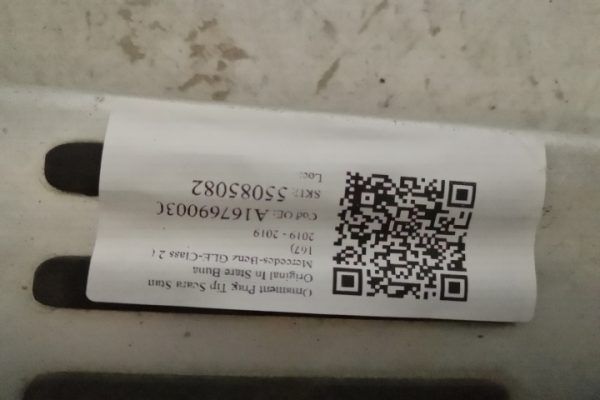 Ornament Prag Tip Scara Stan
Original In Stare Buna
Mercedes-Benz GLE-Class 2 (
167)
2019 - 2019
Cod OE: A167690030
SKU: 55085082
Loc: